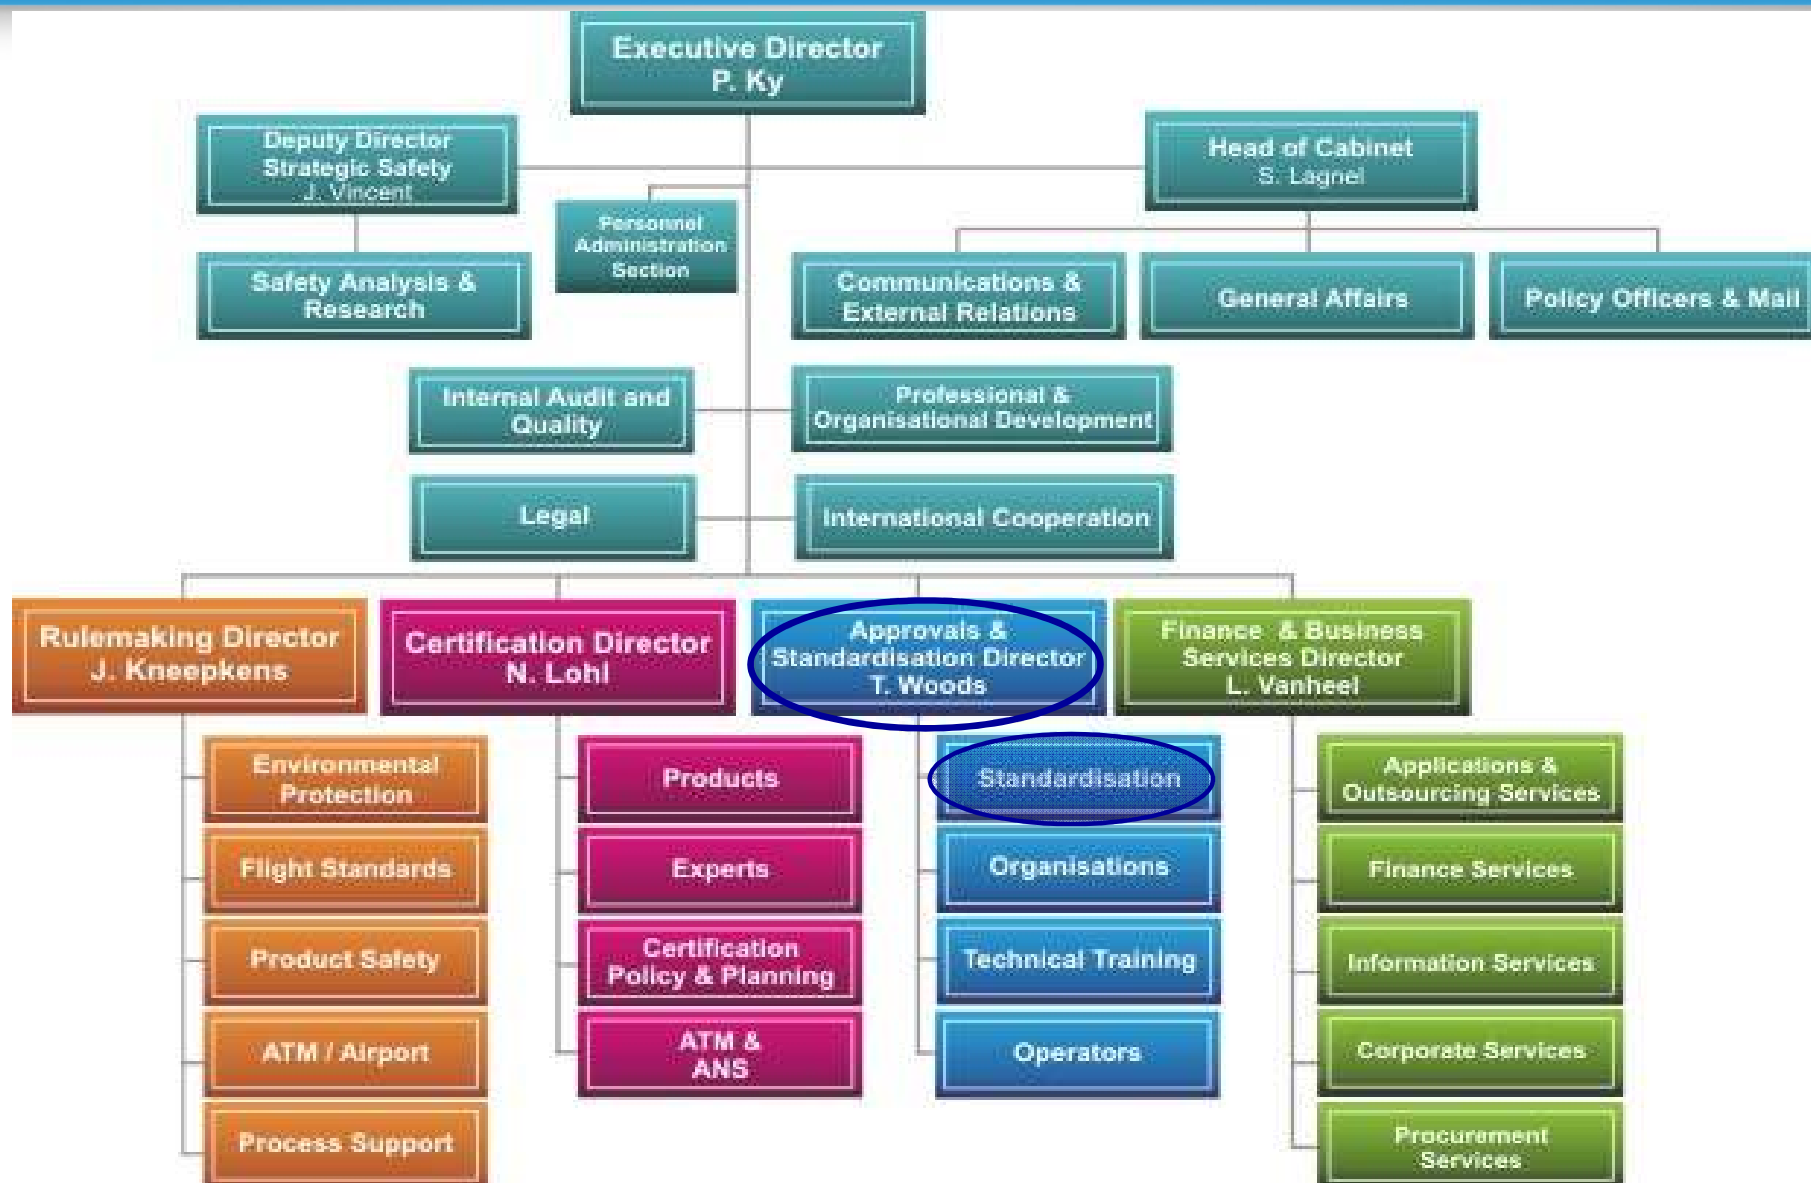 Executive Director
P. Ky
Deputy Director
Strategic Safety
J. Vincent
Head of Cabinet
S. Lagnel
Personnel
Administration
Section
Safety Analysis &
Research
Communications &
External Relations
General Affairs
Policy Officers & Mail
Internal Audit and
Quality
Professional &
Organisational Development
Legal
International Cooperation
Rulemaking Director
J. Kneepkens
Certification Director
N. Lohl
Approvals &
Standardisation Director
T. Woods
Finance & Business
Services Director
L. Vanheel
Environmental
Protection
Flight Standards
Product Safety
ATM / Airport
Process Support
Products
Experts
Certification
Policy & Planning
ATM &
ANS
Standardisation
Organisations
Technical Training
Operators
Applications &
Outsourcing Services
Finance Services
Information Services
Corporate Services
Procurement
Services